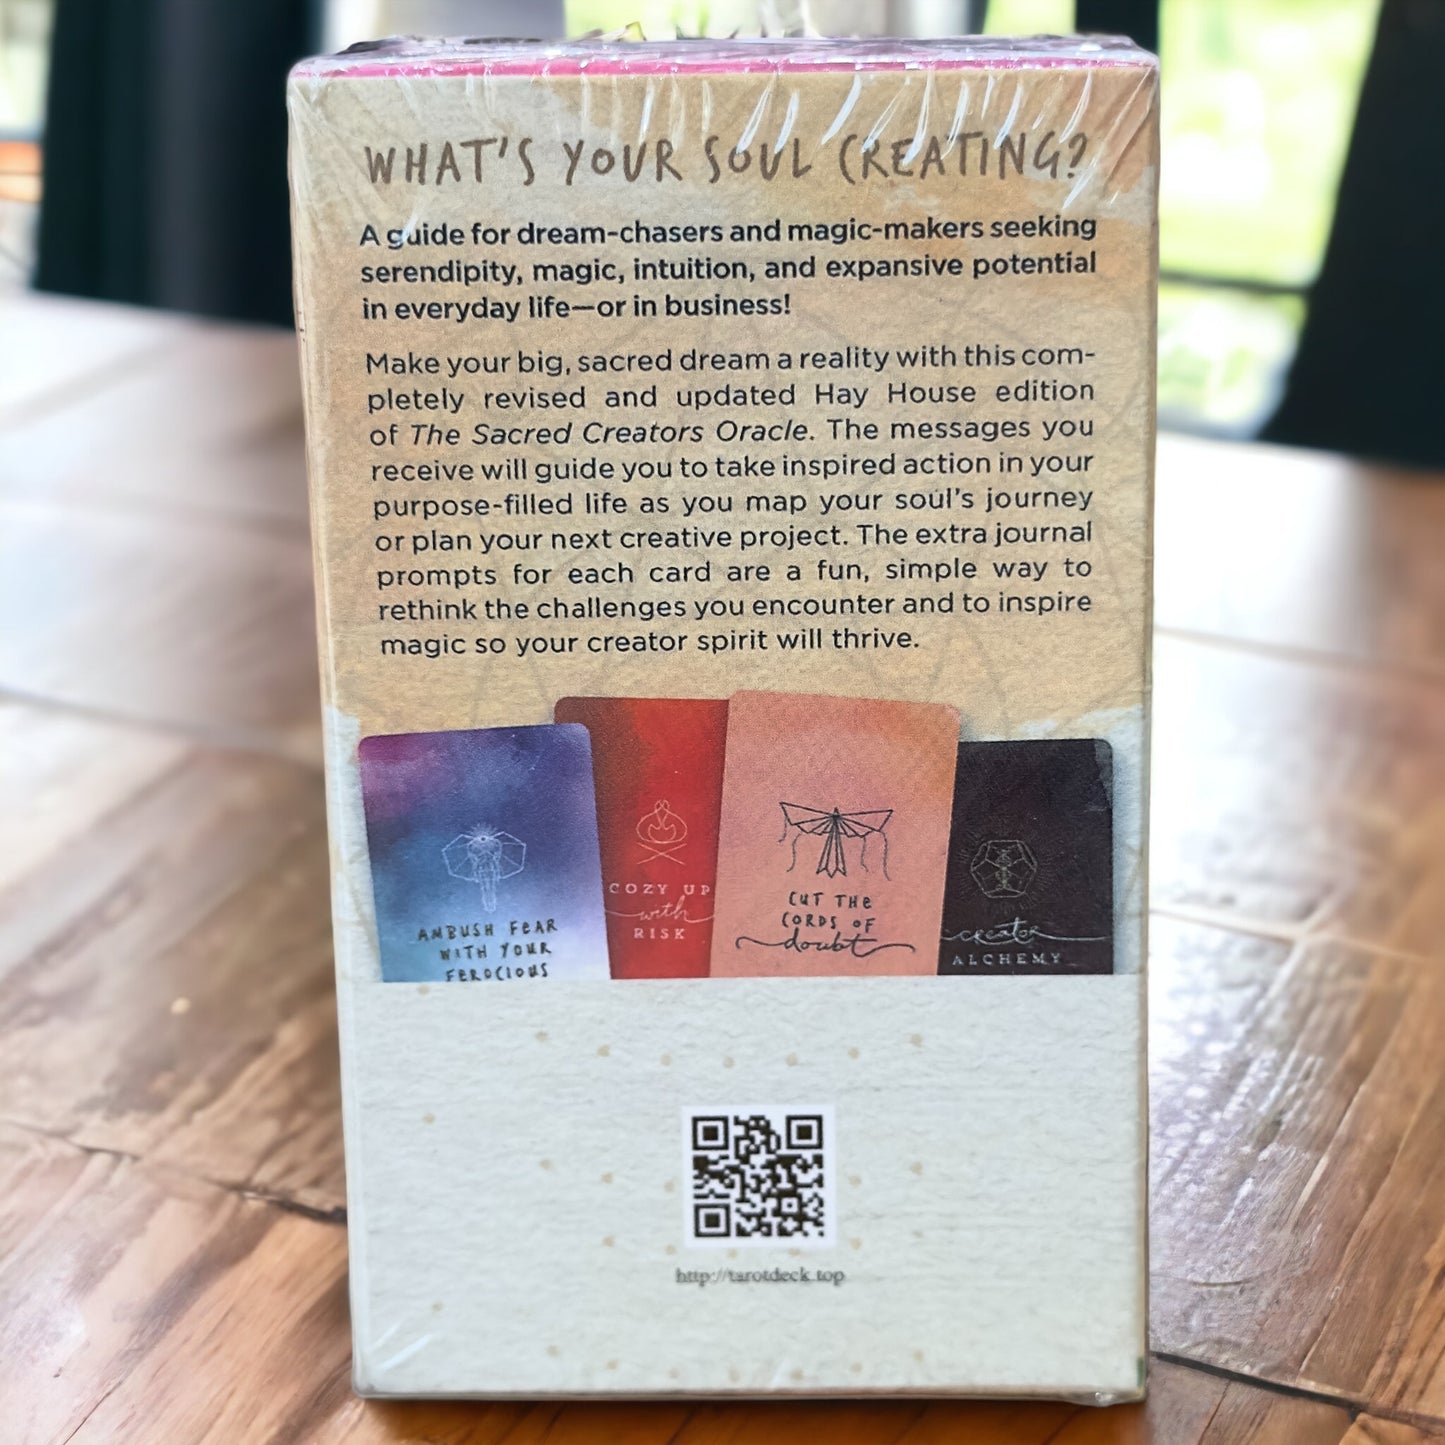 WHAT'S YOUR SOUL CREATING?
A guide for dream-chasers and magic-makers seeking
serendipity, magic, intuition, and expansive potential
in everyday life—or in business!
Make your big, sacred dream a reality with this com-
pletely revised and updated Hay House edition
of The Sacred Creators Oracle. The messages you
receive will guide you to take inspired action in your
purpose-filled life as you map your soul's journey
or plan your next creative project. The extra journal
prompts for each card are a fun, simple way to
rethink the challenges you encounter and to inspire
magic so your creator spirit will thrive.
AMBUSH FEAR
WITH YOUR
FEROCIOUS
COZY UP
with
RISK
CUT THE
CORDS OF
doubt
creator
ALCHEMY
http://tarotdeck.top